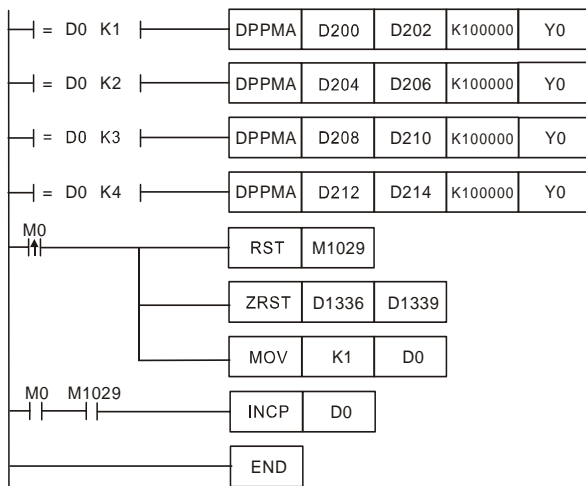 = D0 K1 DPPMA D200 D202 K100000 Y0
= D0 K2 DPPMA D204 D206 K100000 Y0
= D0 K3 DPPMA D208 D210 K100000 Y0
= D0 K4 DPPMA D212 D214 K100000 Y0
M0
RST M1029
ZRST D1336 D1339
MOV K1 D0
M0 M1029
INCP D0
END